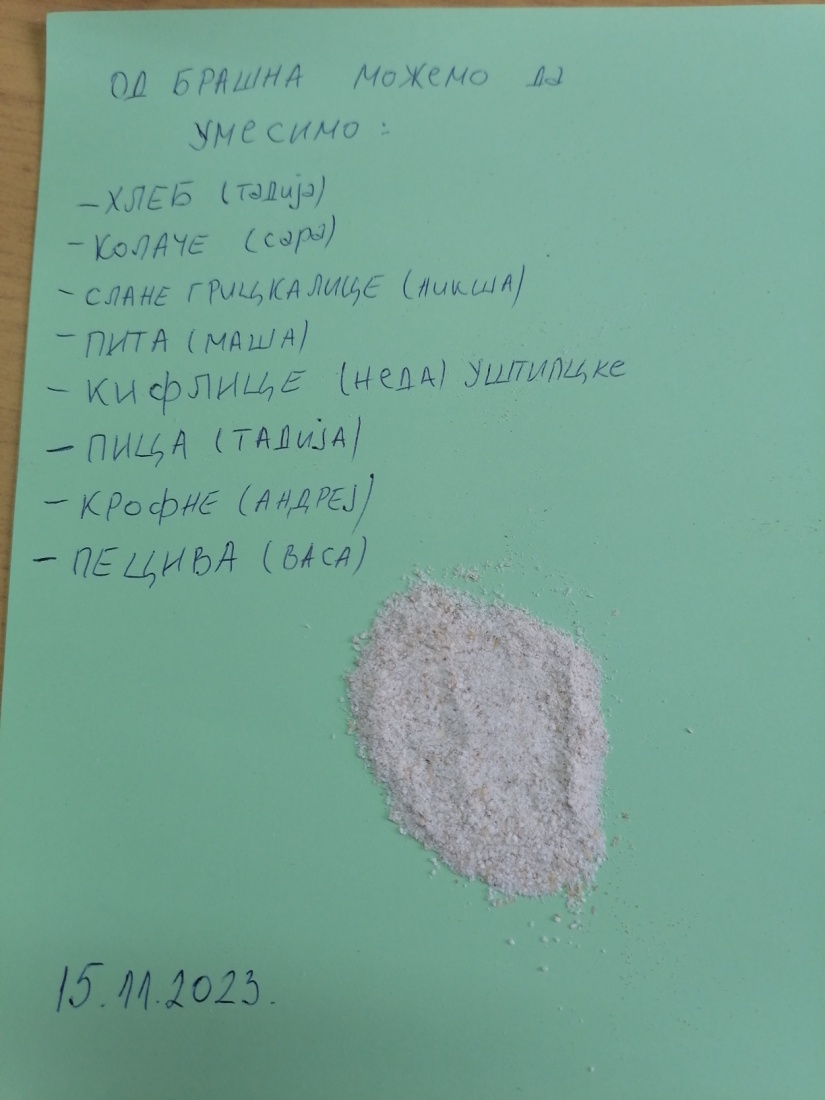 ОД БРАШНА МОЖЕМО ДА
УМЕСИМО:
- ХЛЕБ (Тадија)
- КОЛАЧЕ (сара)
- СЛАНЕ ГРИЦКАЛИЦЕ (НИКША)
- ПИТА (МАША)
- КИФЛИЦЕ (НЕДА) УШТИПЦКЕ
- ПИЦА (ТАДИЈА)
- КРОФНЕ (АНДРЕЈ)
- ПЕЦИВА (ВАСА)
15.11.2023.